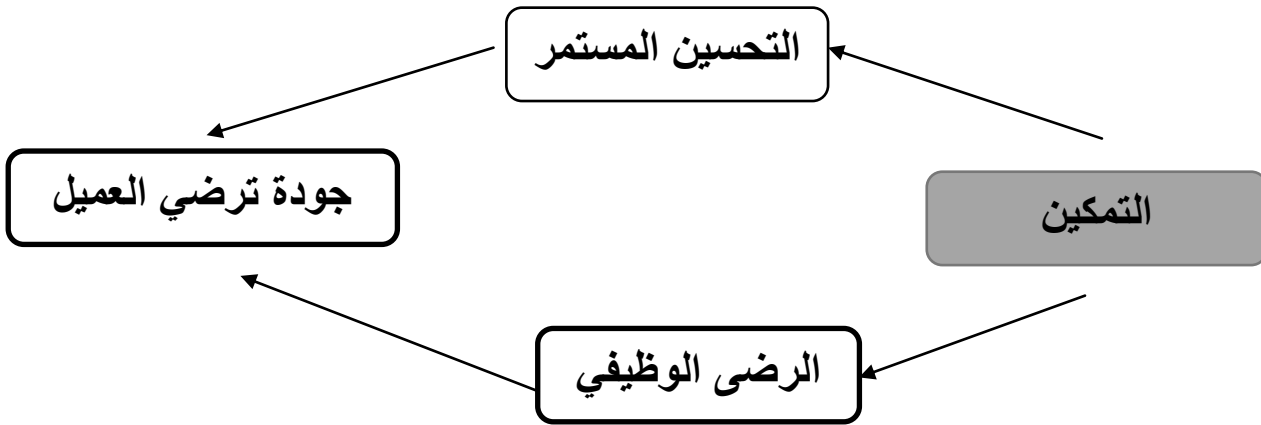 التحسين المستمر
التمكين
جودة ترضي العميل
الرضى الوظيفي